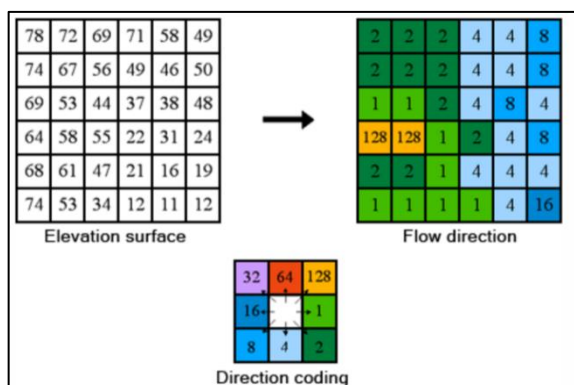 78 72 69 71 58 49
74 67 56 49 46 50
69 53 44 37 38 48
64 58 55 22 31 24
68 61 47 21 16 19
74 53 34 12 11 12
Elevation surface
2 2 2 4 4 8
2 2 2 4 4 8
1 1 2 4 8 4
128 128 1 2 4 8
2 2 1 4 4 4
1 1 1 1 4 16
Flow direction
32 64 128
16 1
8 4 2
Direction coding